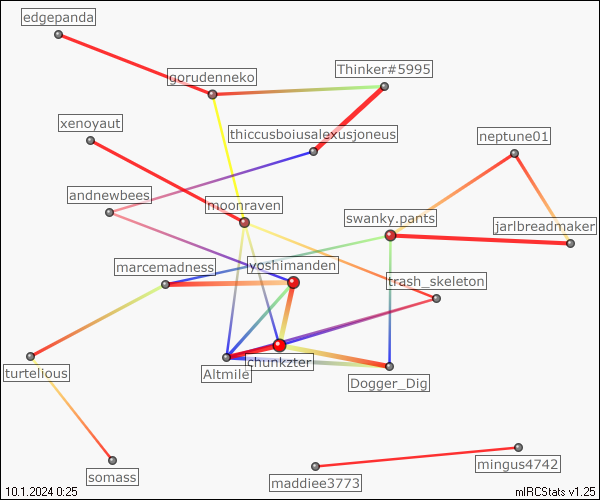 edgepanda
gorudenneko
Thinker#5995
xenoyaut
thiccusboiusalexusjoneus
neptune01
andnewbees
moonraven
swanky.pants
jarlbreadmaker
marcemadness
yoshimanden
trash_skeleton
turtelious
Altmile
chunkzter
Dogger_Dig
somass
maddiee3773
mingus4742
10.1.2024 0:25
mIRCStats v1.25